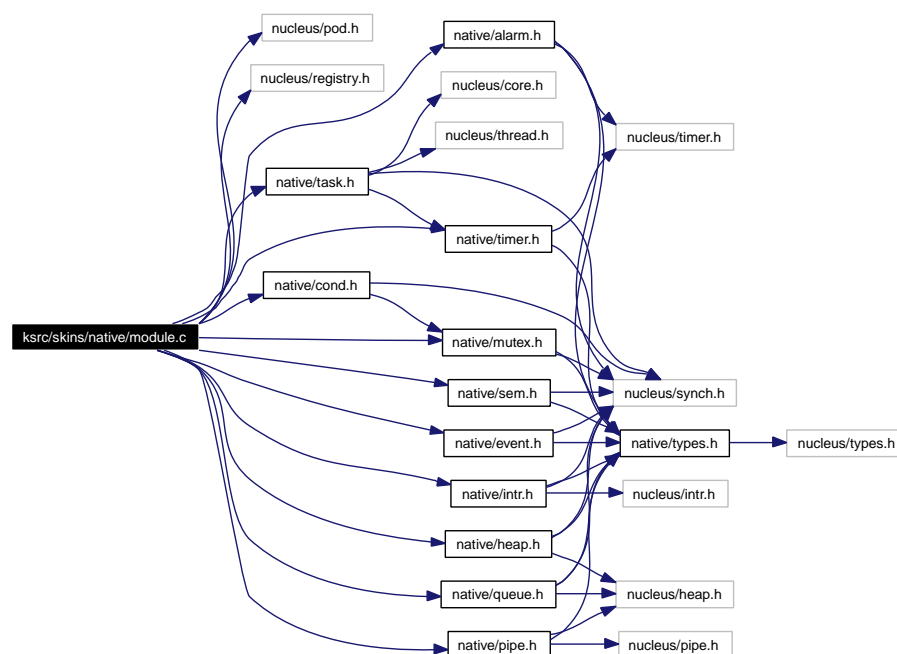 nucleus/pod.h
native/alarm.h
nucleus/registry.h
nucleus/core.h
nucleus/thread.h
nucleus/timer.h
native/task.h
native/timer.h
native/cond.h
ksrc/skins/native/module.c
native/mutex.h
native/sem.h
nucleus/synch.h
native/event.h
native/types.h
nucleus/types.h
native/intr.h
nucleus/intr.h
native/heap.h
native/queue.h
nucleus/heap.h
native/pipe.h
nucleus/pipe.h